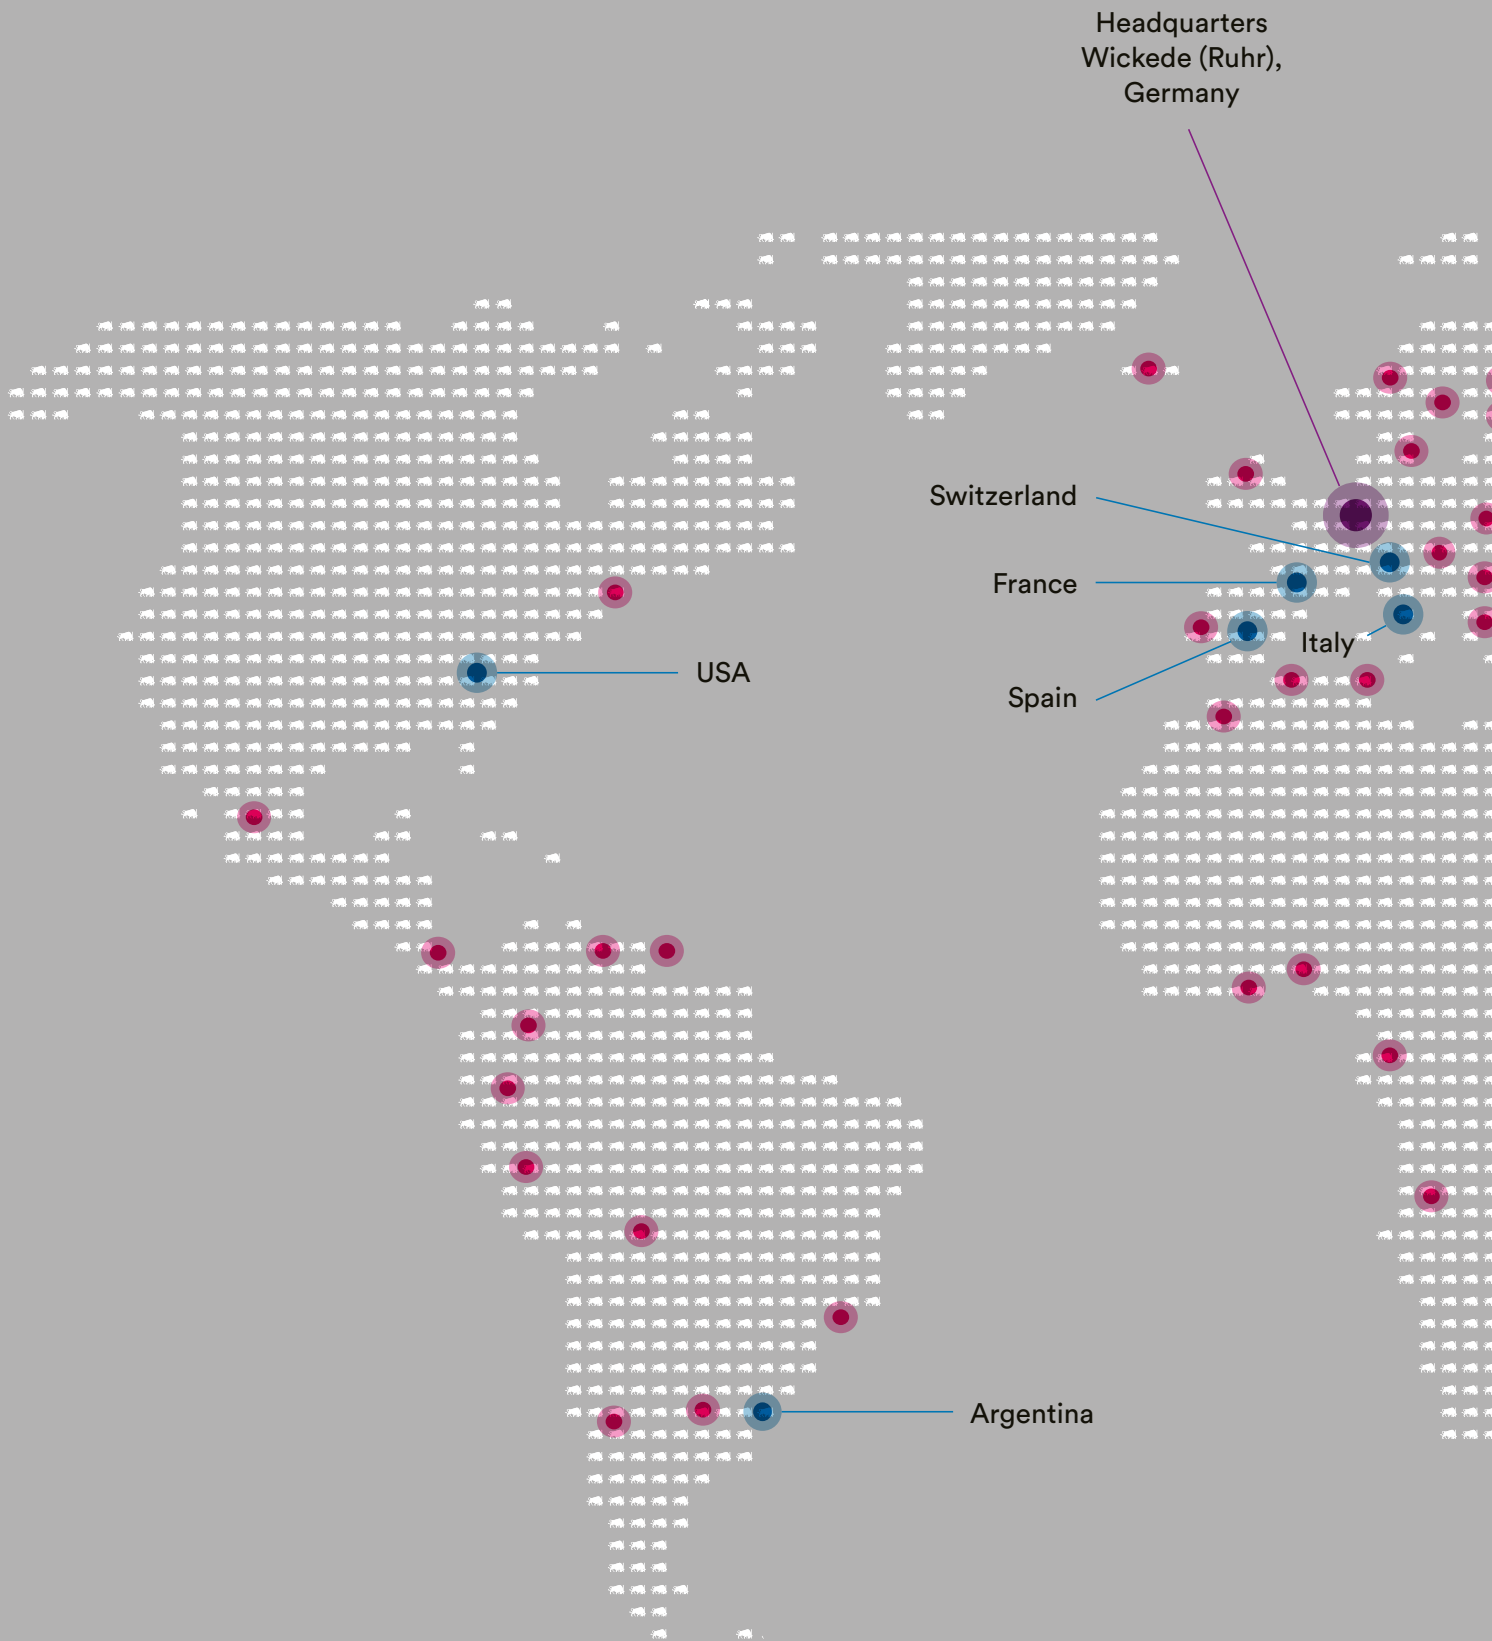 Headquarters
Wickede (Ruhr),
Germany
Switzerland
France
Italy
USA
Spain
Argentina